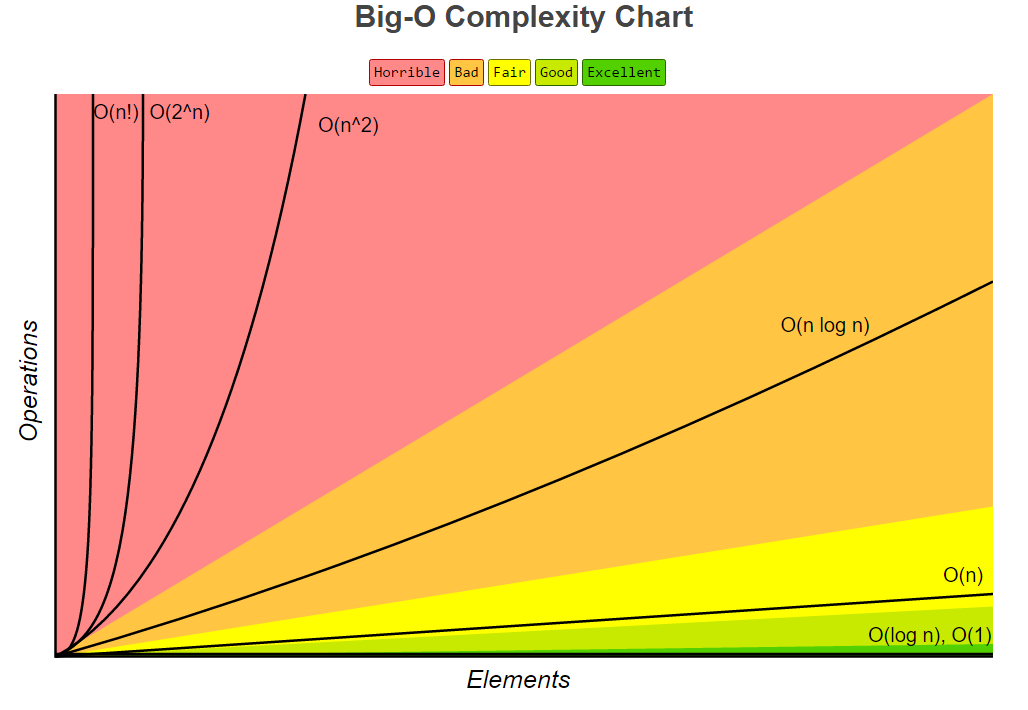 Big-O Complexity Chart
Horrible Bad Fair Good Excellent
O(n!) O(2^n)
O(n^2)
O(n log n)
O(n)
O(log n), O(1)
Operations
Elements